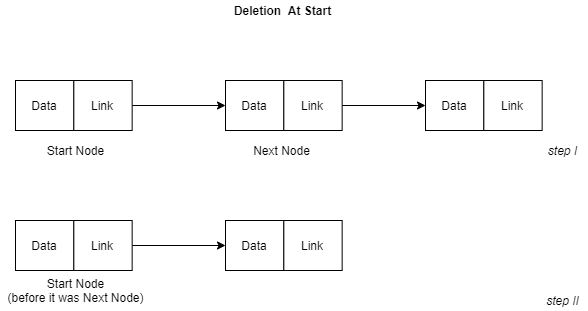 Deletion At Start
Data Link Data Link Data Link
Start Node Next Node step I
Data Link Data Link
Start Node
(before it was Next Node)
step II